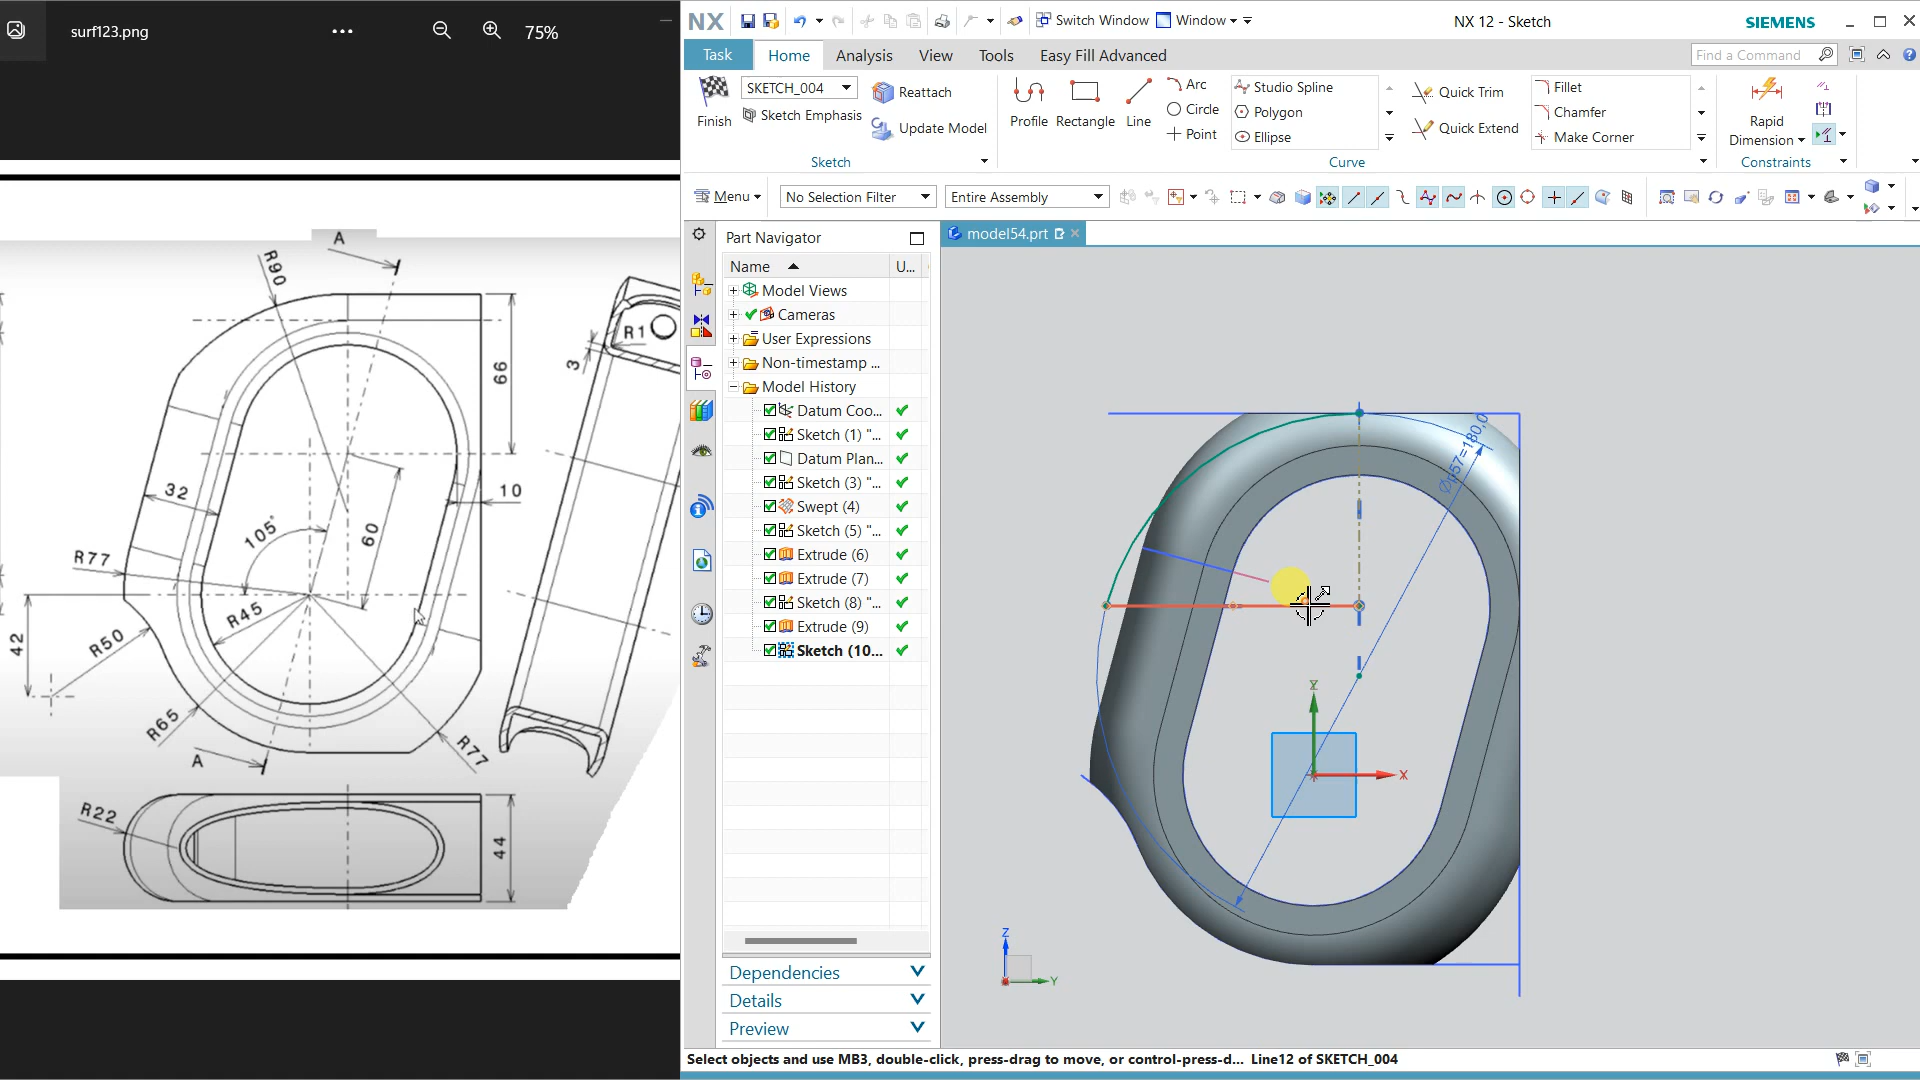 surf123.png
75%
A
R90
R1
3
66
32
10
105°
60
R77
42
R45
R50
R65
A
R77
R22
44
NX
Switch Window
Window
NX 12 - Sketch
SIEMENS
Task
Home
Analysis
View
Tools
Easy Fill Advanced
Find a Command
Finish
SKETCH_004
Sketch Emphasis
Reattach
Update Model
Sketch
Profile
Rectangle
Line
Arc
Circle
Point
Studio Spline
Polygon
Ellipse
Quick Trim
Quick Extend
Fillet
Chamfer
Make Corner
Curve
Rapid
Dimension
Constraints
Menu
No Selection Filter
Entire Assembly
Part Navigator
Name
U...
Model Views
Cameras
User Expressions
Non-timestamp ...
Model History
Datum Coo...
Sketch (1) "...
Datum Plan...
Sketch (3) "...
Swept (4)
Sketch (5) "...
Extrude (6)
Extrude (7)
Sketch (8) "...
Extrude (9)
Sketch (10...
Dependencies
Details
Preview
model54.prt
Øp57=180,0
Y
X
Z
Y
Select objects and use MB3, double-click, press-drag to move, or control-press-d... Line12 of SKETCH_004